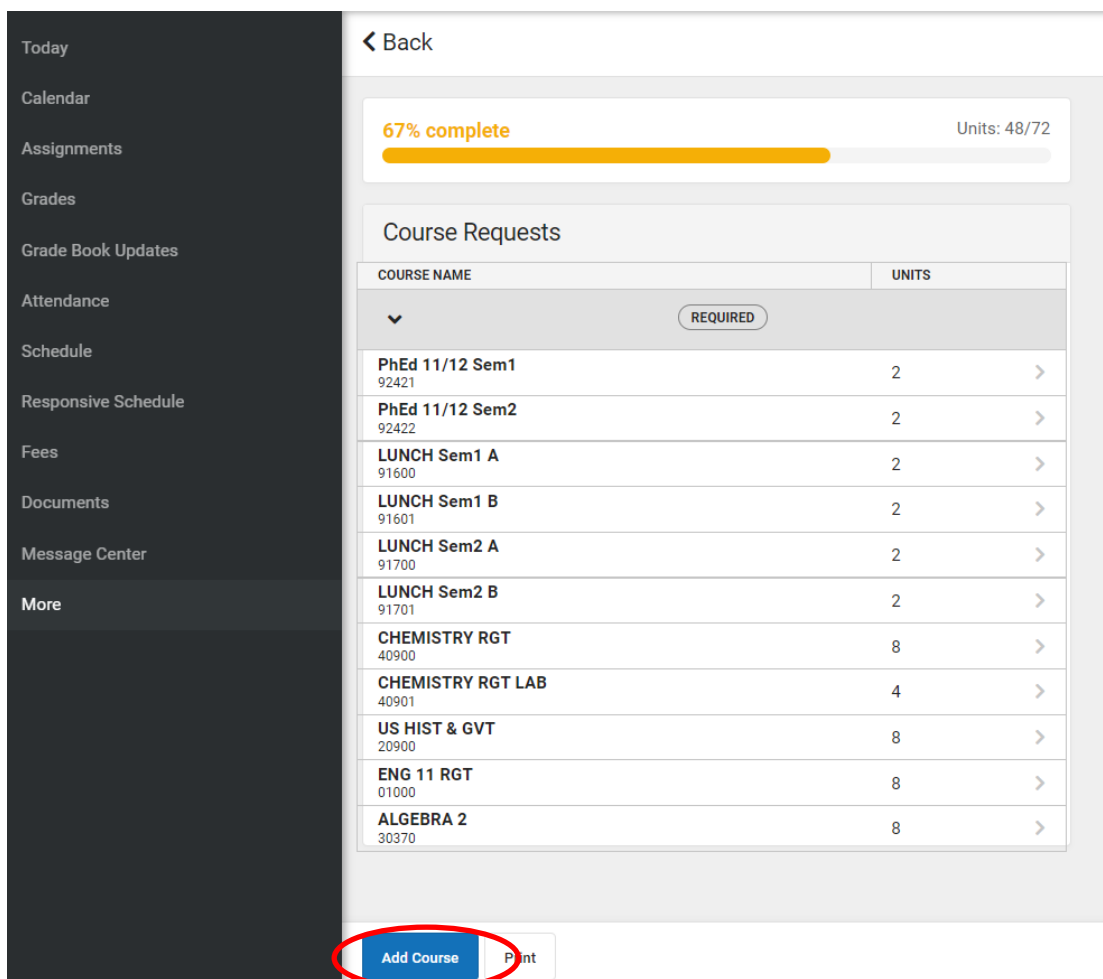 Today
Calendar
Assignments
Grades
Grade Book Updates
Attendance
Schedule
Responsive Schedule
Fees
Documents
Message Center
More
Back
67% complete Units: 48/72
Course Requests
COURSE NAME UNITS
REQUIRED
PhEd 11/12 Sem1
92421 2
PhEd 11/12 Sem2
92422 2
LUNCH Sem1 A
91600 2
LUNCH Sem1 B
91601 2
LUNCH Sem2 A
91700 2
LUNCH Sem2 B
91701 2
CHEMISTRY RGT
40900 8
CHEMISTRY RGT LAB
40901 4
US HIST & GVT
20900 8
ENG 11 RGT
01000 8
ALGEBRA 2
30370 8
Add Course Print